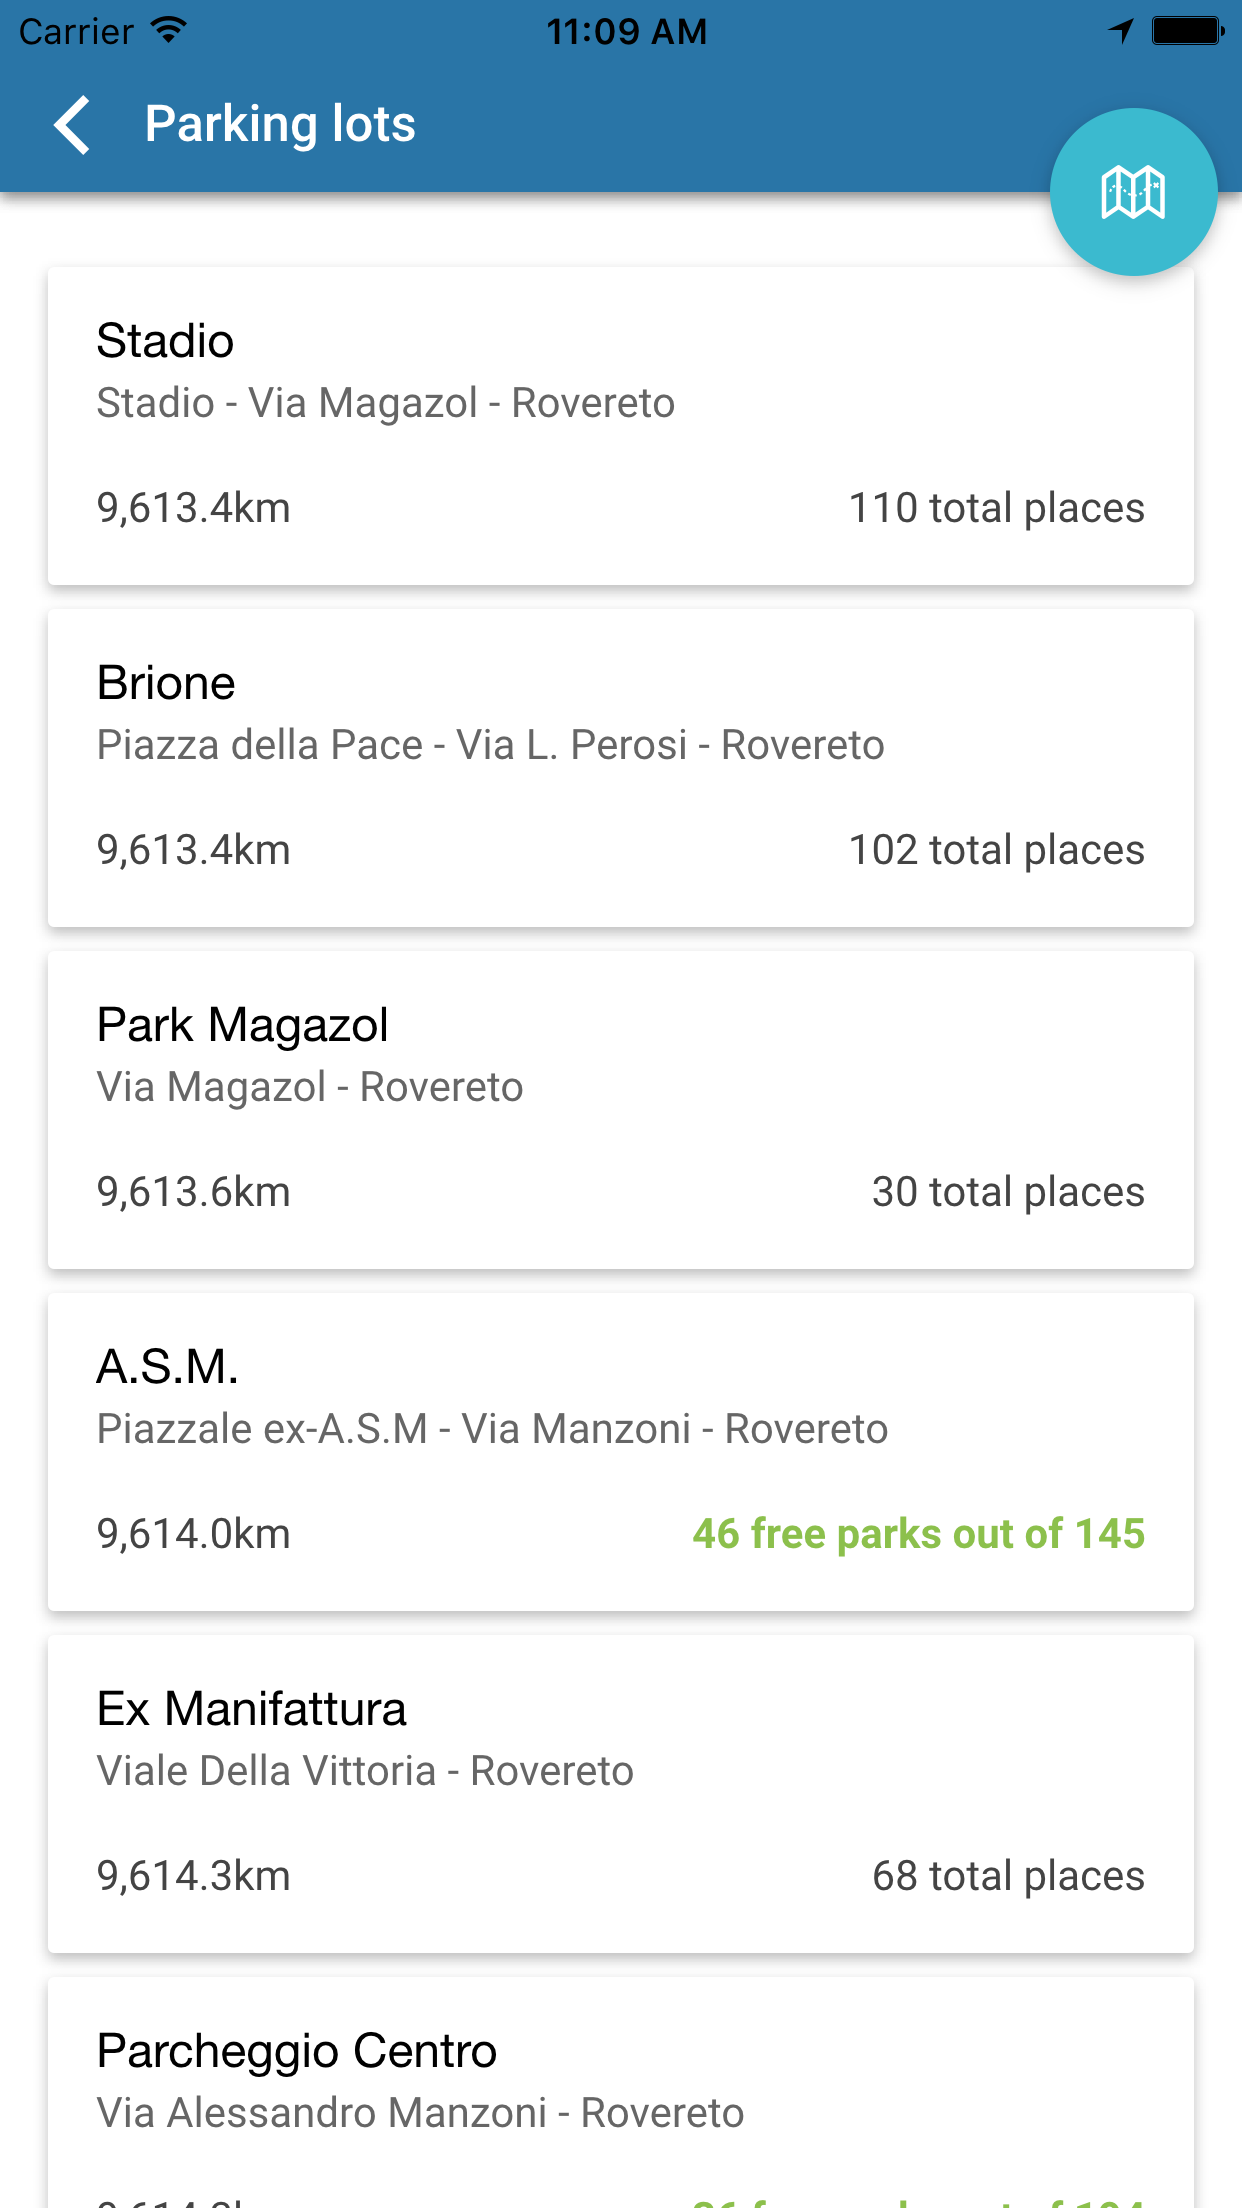 Carrier 11:09 AM
Parking lots
Stadio
Stadio - Via Magazol - Rovereto
9,613.4km 110 total places
Brione
Piazza della Pace - Via L. Perosi - Rovereto
9,613.4km 102 total places
Park Magazol
Via Magazol - Rovereto
9,613.6km 30 total places
A.S.M.
Piazzale ex-A.S.M - Via Manzoni - Rovereto
9,614.0km 46 free parks out of 145
Ex Manifattura
Viale Della Vittoria - Rovereto
9,614.3km 68 total places
Parcheggio Centro
Via Alessandro Manzoni - Rovereto